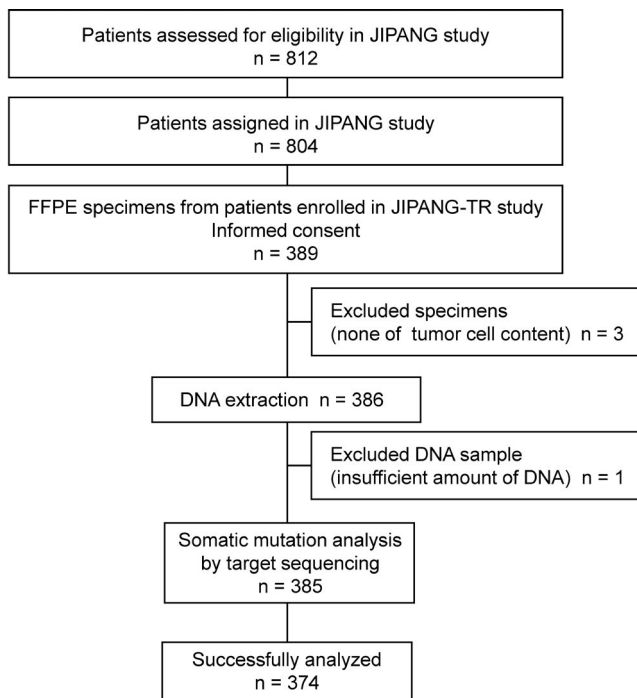 Patients assessed for eligibility in JIPANG study
n = 812
Patients assigned in JIPANG study
n = 804
FFPE specimens from patients enrolled in JIPANG-TR study
Informed consent
n = 389
Excluded specimens
(none of tumor cell content) n = 3
DNA extraction n = 386
Excluded DNA sample
(insufficient amount of DNA) n = 1
Somatic mutation analysis
by target sequencing
n = 385
Successfully analyzed
n = 374